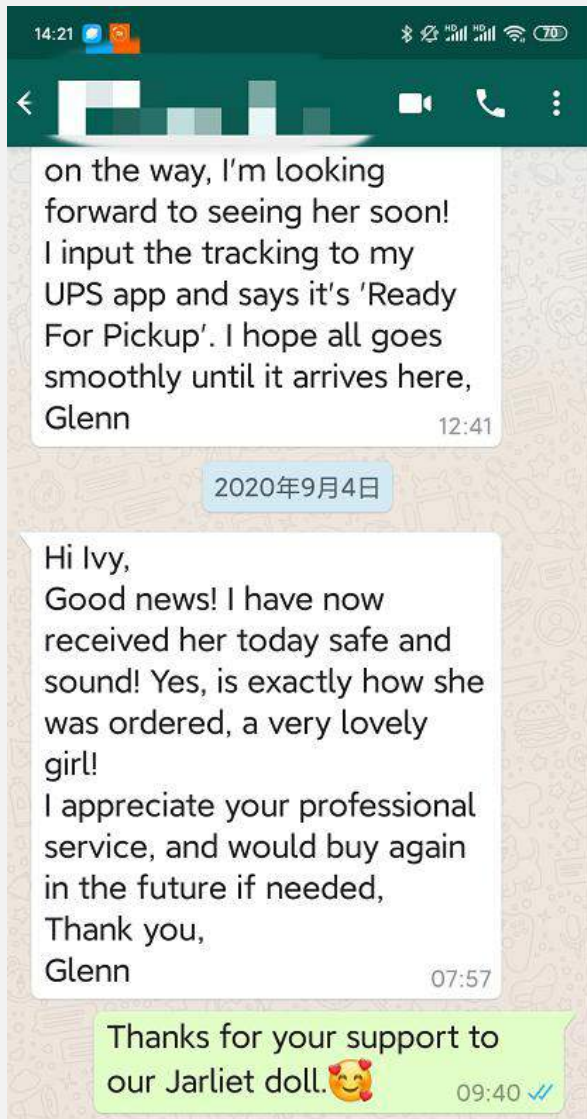 14:21
HD HD 70
on the way, I'm looking
forward to seeing her soon!
I input the tracking to my
UPS app and says it's 'Ready
For Pickup'. I hope all goes
smoothly until it arrives here,
Glenn
12:41
2020年9月4日
Hi Ivy,
Good news! I have now
received her today safe and
sound! Yes, is exactly how she
was ordered, a very lovely
girl!
I appreciate your professional
service, and would buy again
in the future if needed,
Thank you,
Glenn
07:57
Thanks for your support to
our Jarliet doll.🥰
09:40